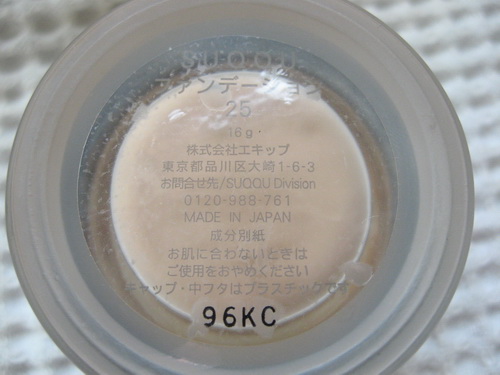 SUQQU
ファンデーション
25
16g・
株式会社エキップ
東京都品川区大崎1-6-3
お問合せ先/SUQQU Division
0120-988-761
MADE IN JAPAN
成分別紙
お肌に合わないときは
ご使用をおやめください
キャップ・中フタはプラスチックです
96KC